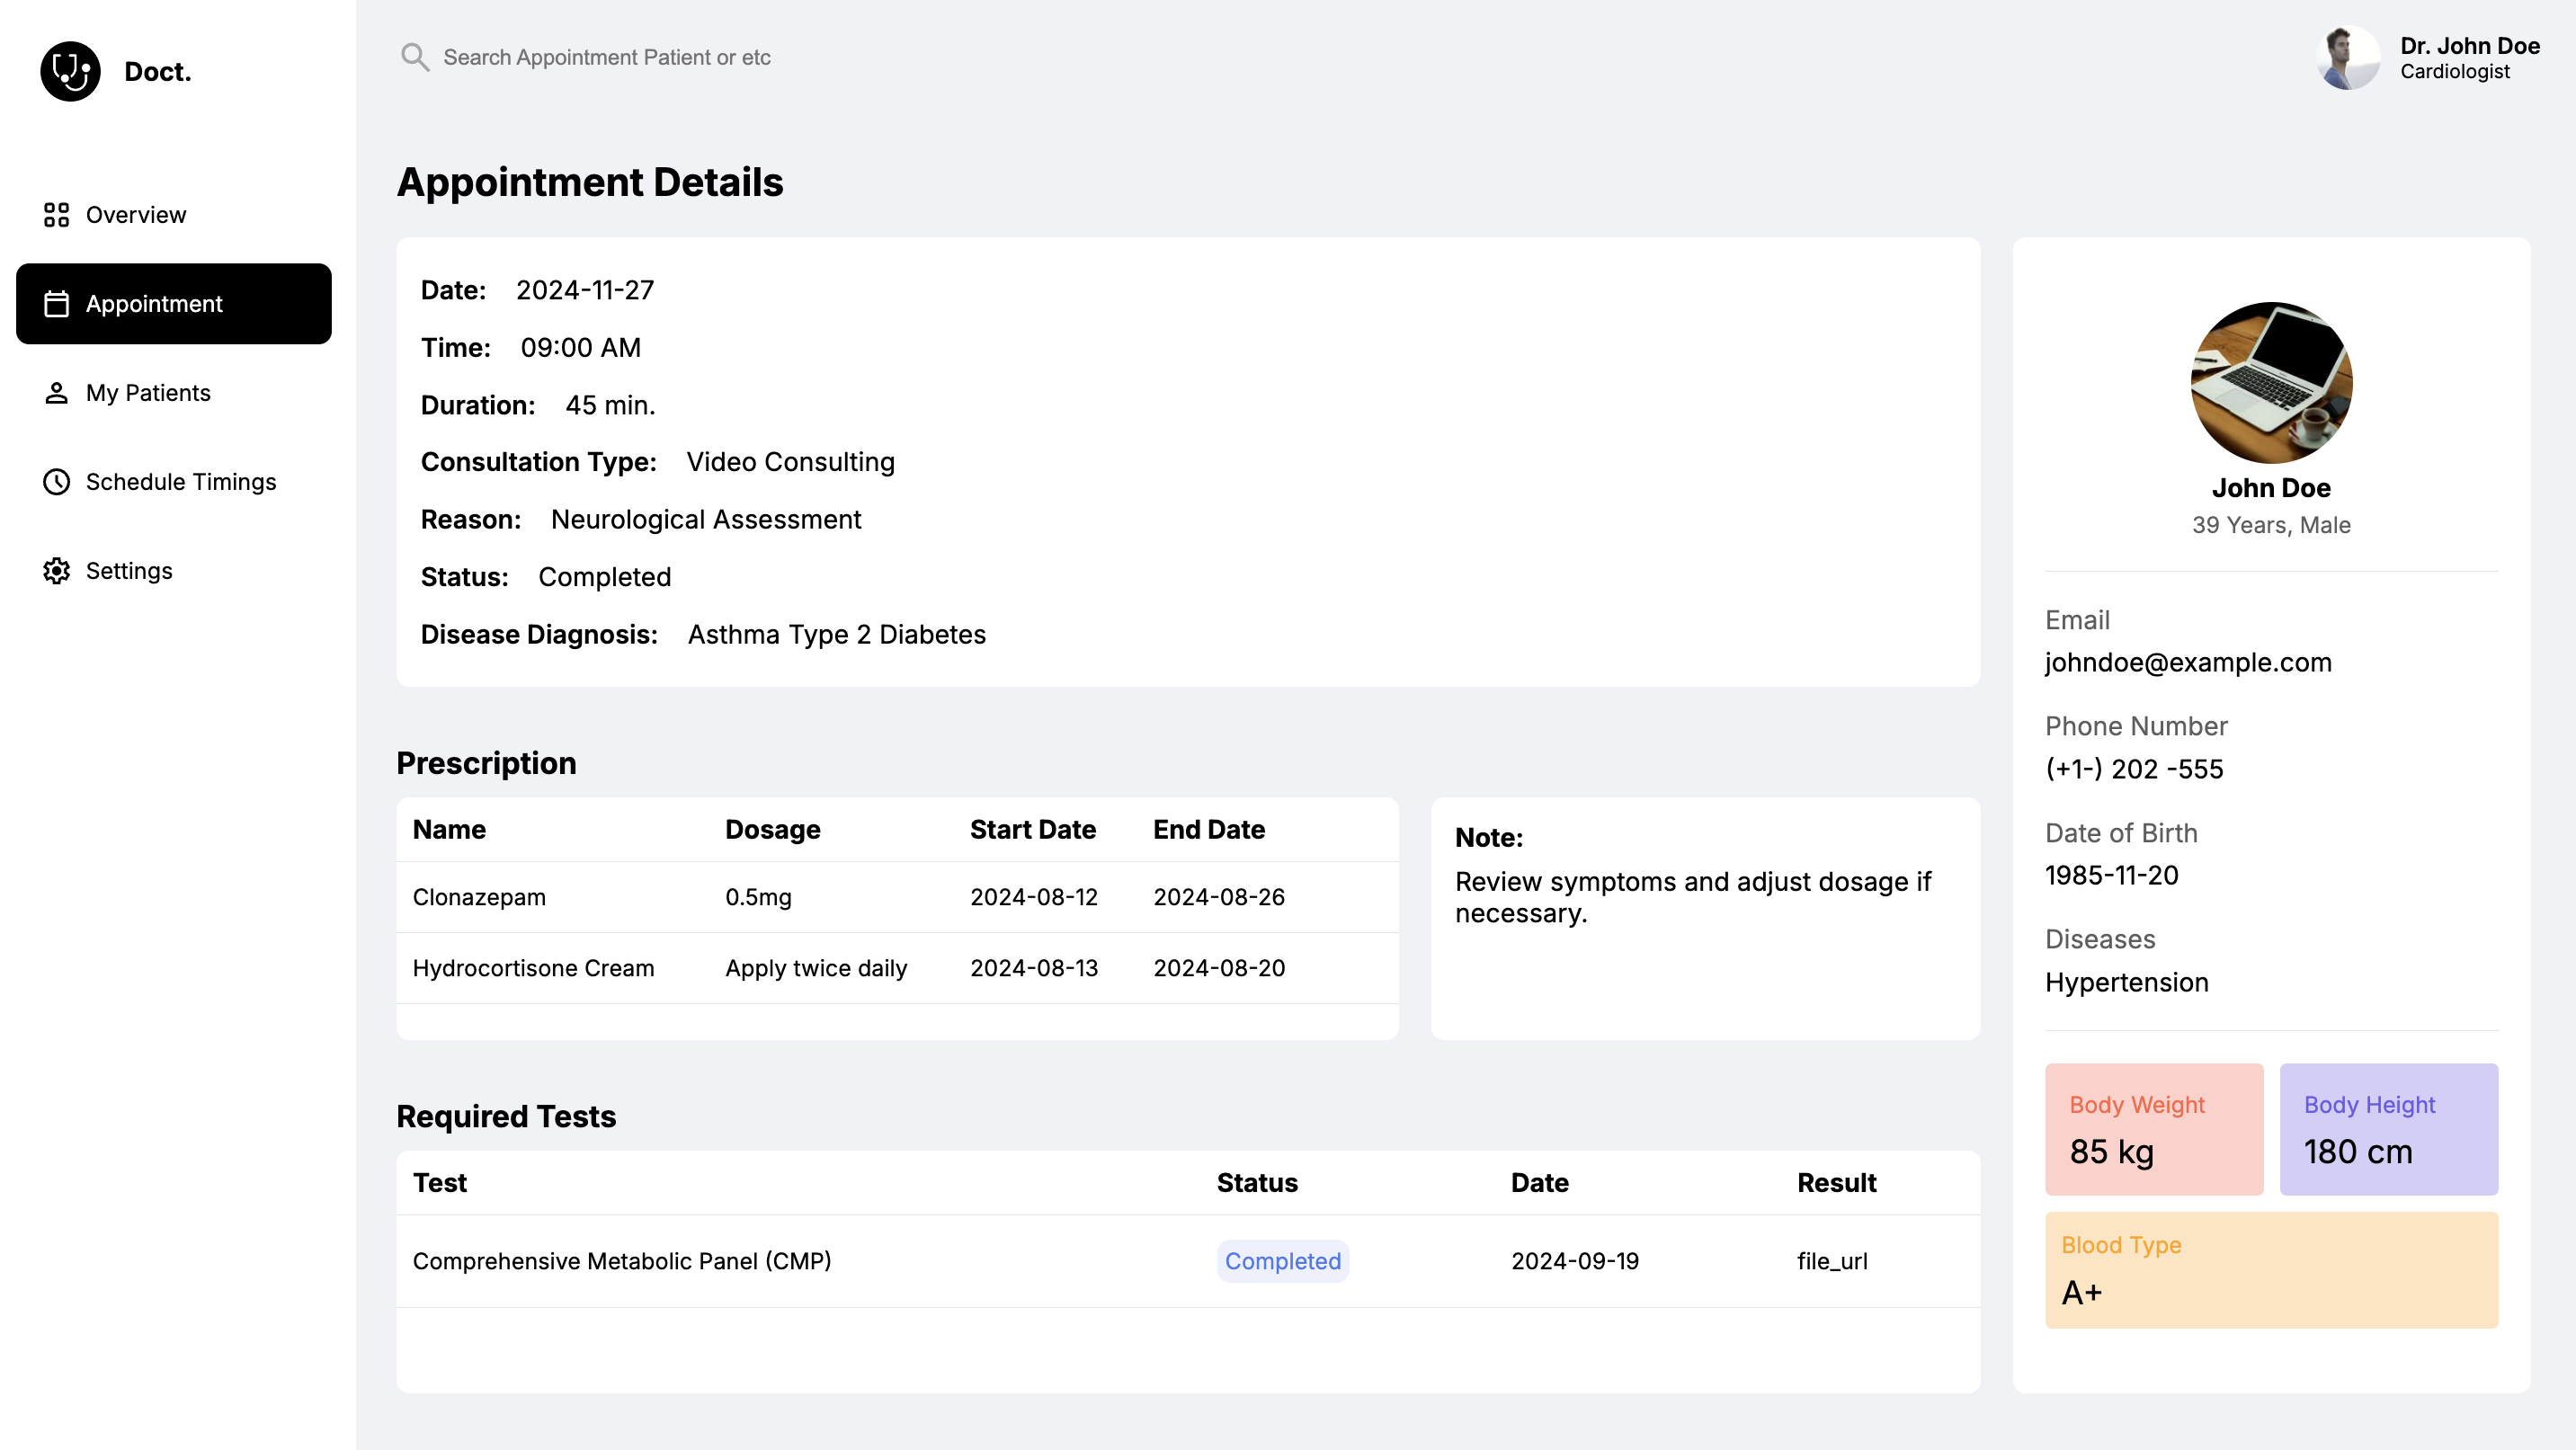 Doct.
Overview
Appointment
My Patients
Schedule Timings
Settings
Search Appointment Patient or etc
Dr. John Doe
Cardiologist
Appointment Details
Date: 2024-11-27
Time: 09:00 AM
Duration: 45 min.
Consultation Type: Video Consulting
Reason: Neurological Assessment
Status: Completed
Disease Diagnosis: Asthma Type 2 Diabetes
Prescription
Name Dosage Start Date End Date
Clonazepam 0.5mg 2024-08-12 2024-08-26
Hydrocortisone Cream Apply twice daily 2024-08-13 2024-08-20
Note:
Review symptoms and adjust dosage if
necessary.
Required Tests
Test Status Date Result
Comprehensive Metabolic Panel (CMP) Completed 2024-09-19 file_url
John Doe
39 Years, Male
Email
johndoe@example.com
Phone Number
(+1-) 202 -555
Date of Birth
1985-11-20
Diseases
Hypertension
Body Weight
85 kg
Body Height
180 cm
Blood Type
A+